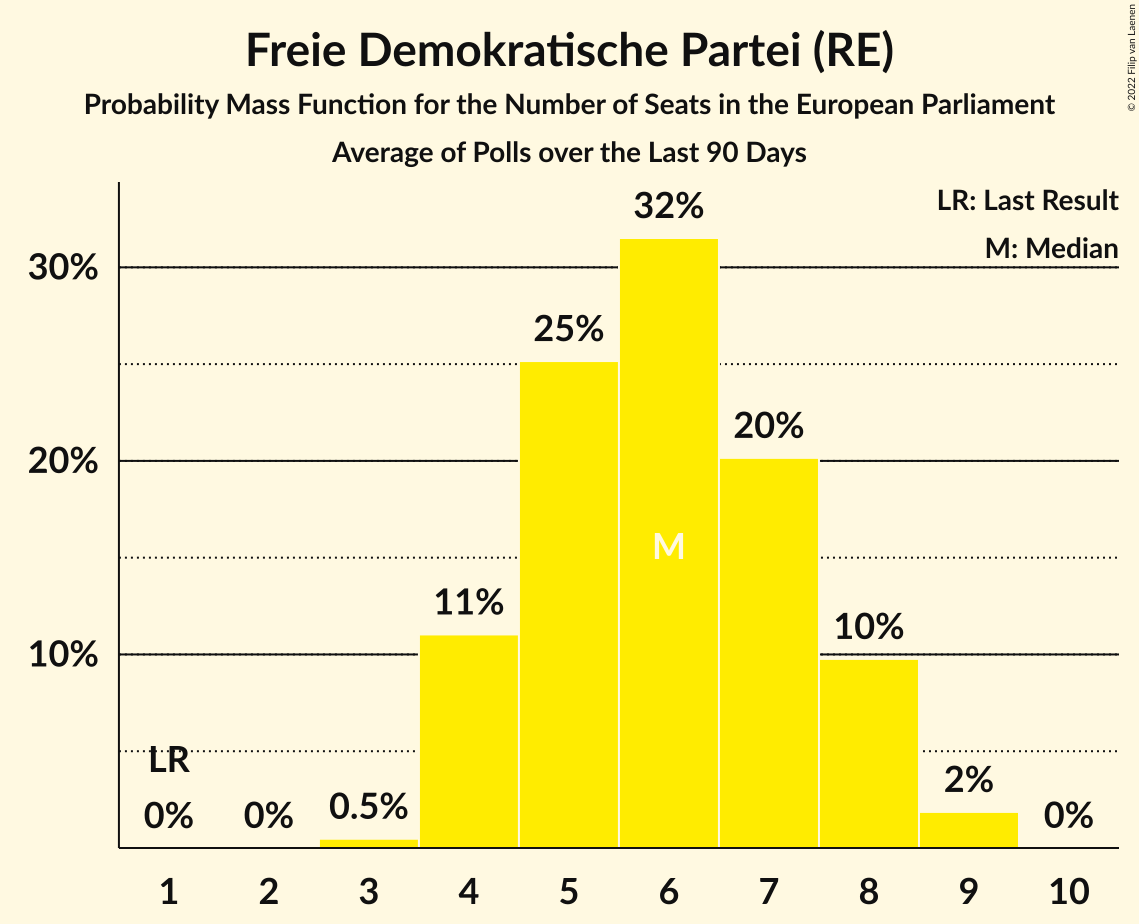 Freie Demokratische Partei (RE)
Probability Mass Function for the Number of Seats in the European Parliament
Average of Polls over the Last 90 Days
© 2022 Filip van Laenen
LR: Last Result
M: Median
32%
30%
25%
20%
20%
M
11%
10%
10%
LR
0%
0%
0.5%
2%
0%
1 2 3 4 5 6 7 8 9 10